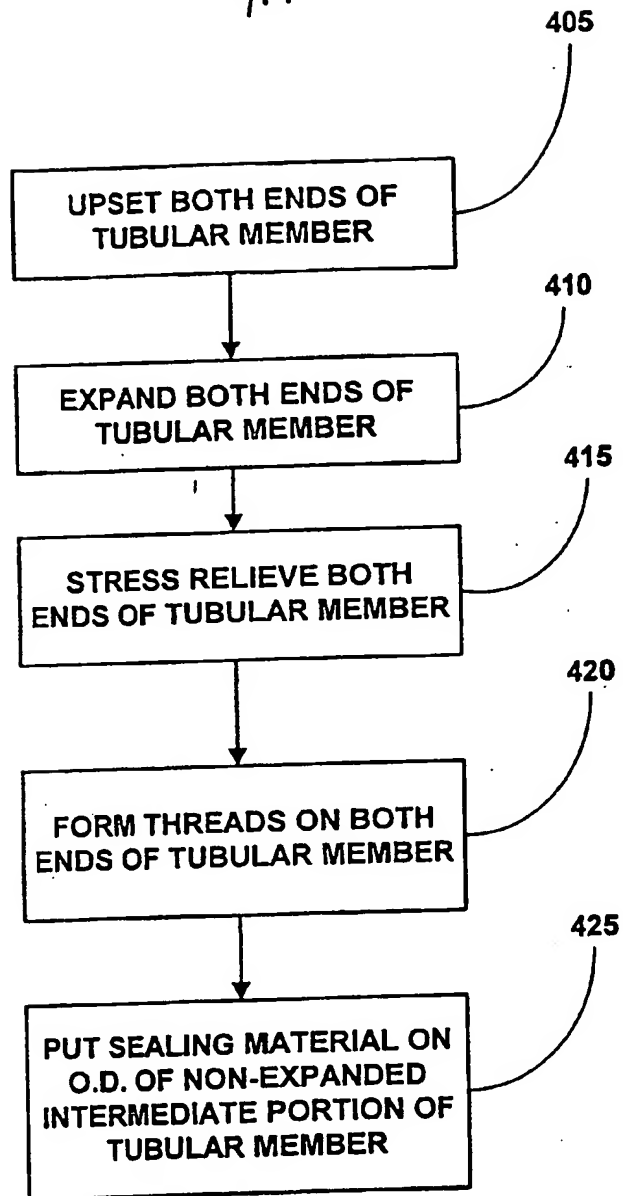 405
UPSET BOTH ENDS OF
TUBULAR MEMBER
410
EXPAND BOTH ENDS OF
TUBULAR MEMBER
415
STRESS RELIEVE BOTH
ENDS OF TUBULAR MEMBER
420
FORM THREADS ON BOTH
ENDS OF TUBULAR MEMBER
425
PUT SEALING MATERIAL ON
O.D. OF NON-EXPANDED
INTERMEDIATE PORTION OF
TUBULAR MEMBER